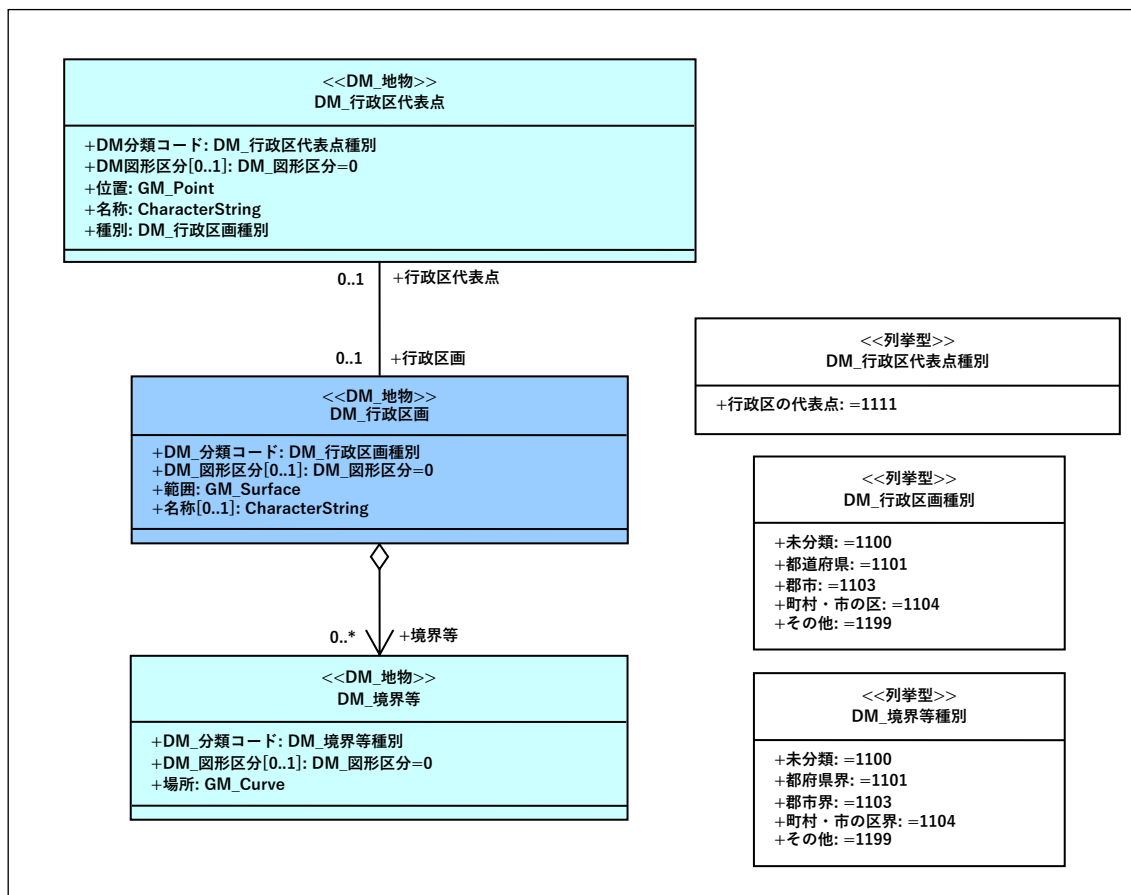 <<DM_地物>>
DM_行政区代表点
+DM分類コード: DM_行政区代表点種別
+DM図形区分[0..1]: DM_図形区分=0
+位置: GM_Point
+名称: CharacterString
+種別: DM_行政区画種別
0..1
+行政区代表点
0..1
+行政区画
<<DM_地物>>
DM_行政区画
+DM_分類コード: DM_行政区画種別
+DM_図形区分[0..1]: DM_図形区分=0
+範囲: GM_Surface
+名称[0..1]: CharacterString
0..*
+境界等
<<DM_地物>>
DM_境界等
+DM_分類コード: DM_境界等種別
+DM_図形区分[0..1]: DM_図形区分=0
+場所: GM_Curve
<<列挙型>>
DM_行政区代表点種別
+行政区の代表点: =1111
<<列挙型>>
DM_行政区画種別
+未分類: =1100
+都道府県: =1101
+郡市: =1103
+町村・市の区: =1104
+その他: =1199
<<列挙型>>
DM_境界等種別
+未分類: =1100
+都府県界: =1101
+郡市界: =1103
+町村・市の区界: =1104
+その他: =1199